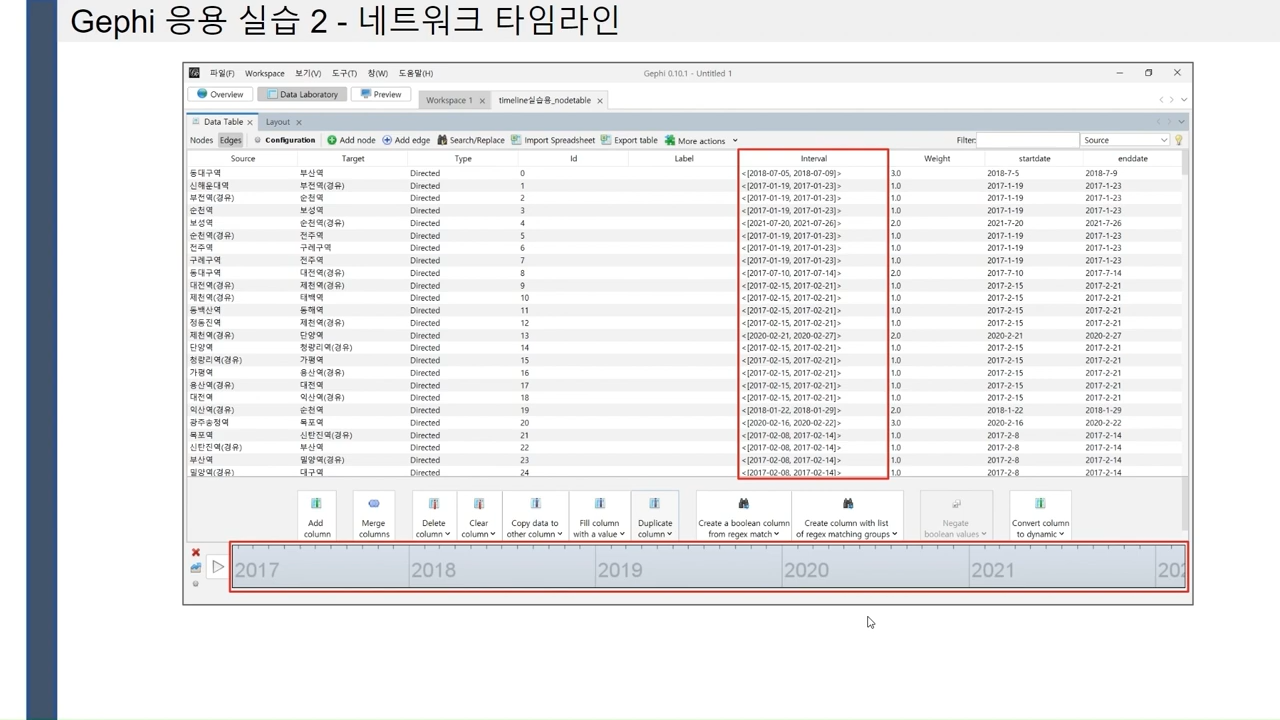 Gephi 응용 실습 2 - 네트워크 타임라인
파일(F) Workspace 보기(V) 도구(T) 창(W) 도움말(H) Gephi 0.10.1 - Untitled 1
Overview Data Laboratory Preview Workspace 1 timeline실습용_nodetable
Data Table Layout
Nodes Edges Configuration Add node Add edge Search/Replace Import Spreadsheet Export table More actions Filter: Source
Source Target Type Id Label Interval Weight startdate enddate
동대구역 부산역 Directed 0 <[2018-07-05, 2018-07-09]> 3.0 2018-7-5 2018-7-9
신해운대역 부전역(경유) Directed 1 <[2017-01-19, 2017-01-23]> 1.0 2017-1-19 2017-1-23
부전역(경유) 순천역 Directed 2 <[2017-01-19, 2017-01-23]> 1.0 2017-1-19 2017-1-23
순천역 보성역 Directed 3 <[2017-01-19, 2017-01-23]> 1.0 2017-1-19 2017-1-23
보성역 순천역(경유) Directed 4 <[2021-07-20, 2021-07-26]> 2.0 2021-7-20 2021-7-26
순천역(경유) 전주역 Directed 5 <[2017-01-19, 2017-01-23]> 1.0 2017-1-19 2017-1-23
전주역 구례구역 Directed 6 <[2017-01-19, 2017-01-23]> 1.0 2017-1-19 2017-1-23
구례구역 전주역 Directed 7 <[2017-01-19, 2017-01-23]> 1.0 2017-1-19 2017-1-23
동대구역 대전역(경유) Directed 8 <[2017-07-10, 2017-07-14]> 2.0 2017-7-10 2017-7-14
대전역(경유) 제천역(경유) Directed 9 <[2017-02-15, 2017-02-21]> 1.0 2017-2-15 2017-2-21
제천역(경유) 태백역 Directed 10 <[2017-02-15, 2017-02-21]> 1.0 2017-2-15 2017-2-21
동백산역 동해역 Directed 11 <[2017-02-15, 2017-02-21]> 1.0 2017-2-15 2017-2-21
정동진역 제천역(경유) Directed 12 <[2017-02-15, 2017-02-21]> 1.0 2017-2-15 2017-2-21
제천역(경유) 단양역 Directed 13 <[2020-02-21, 2020-02-27]> 2.0 2020-2-21 2020-2-27
단양역 청량리역(경유) Directed 14 <[2017-02-15, 2017-02-21]> 1.0 2017-2-15 2017-2-21
청량리역(경유) 가평역 Directed 15 <[2017-02-15, 2017-02-21]> 1.0 2017-2-15 2017-2-21
가평역 용산역(경유) Directed 16 <[2017-02-15, 2017-02-21]> 1.0 2017-2-15 2017-2-21
용산역(경유) 대전역 Directed 17 <[2017-02-15, 2017-02-21]> 1.0 2017-2-15 2017-2-21
대전역 익산역(경유) Directed 18 <[2017-02-15, 2017-02-21]> 1.0 2017-2-15 2017-2-21
익산역(경유) 순천역 Directed 19 <[2018-01-22, 2018-01-29]> 2.0 2018-1-22 2018-1-29
광주송정역 목포역 Directed 20 <[2020-02-16, 2020-02-22]> 3.0 2020-2-16 2020-2-22
목포역 신탄진역(경유) Directed 21 <[2017-02-08, 2017-02-14]> 1.0 2017-2-8 2017-2-14
신탄진역(경유) 부산역 Directed 22 <[2017-02-08, 2017-02-14]> 1.0 2017-2-8 2017-2-14
부산역 밀양역(경유) Directed 23 <[2017-02-08, 2017-02-14]> 1.0 2017-2-8 2017-2-14
밀양역(경유) 대구역 Directed 24 <[2017-02-08, 2017-02-14]> 1.0 2017-2-8 2017-2-14
Add Merge Delete Clear Copy data to Fill column Duplicate Create a boolean column Create column with list Negate Convert column
column columns column column other column with a value column from regex match of regex matching groups boolean values to dynamic
2017 2018 2019 2020 2021 202